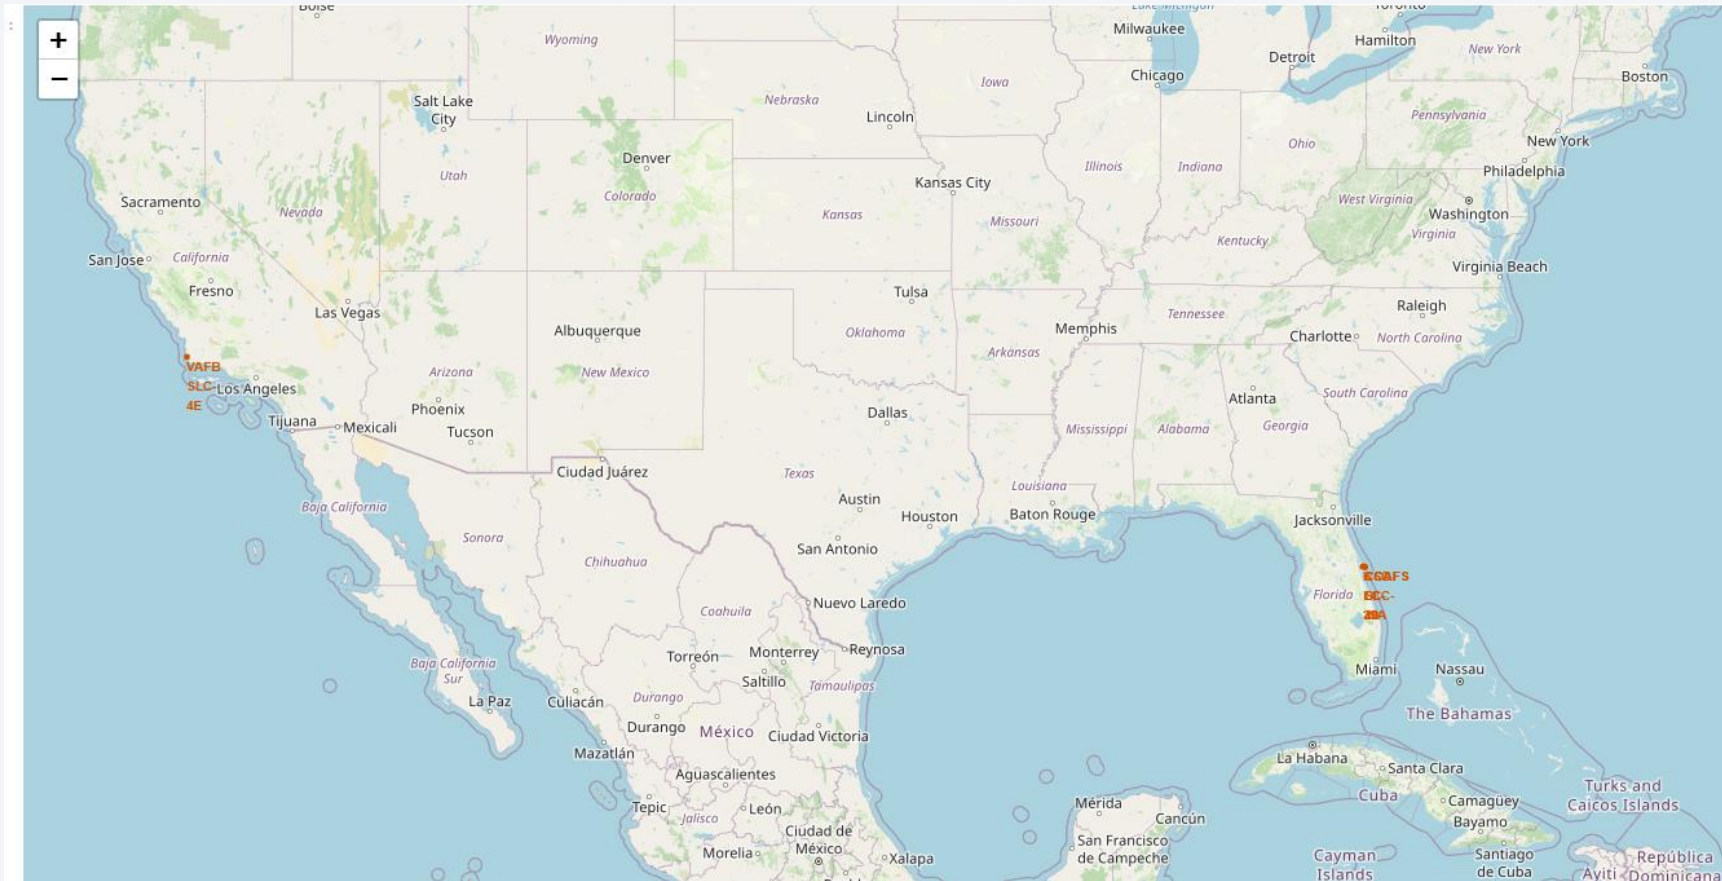 Boise
Lake Michigan
Toronto
+
−
Wyoming
Milwaukee
Hamilton
New York
Detroit
Iowa
Chicago
Boston
Salt Lake
City
Nebraska
Lincoln
Pennsylvania
New York
Ohio
Denver
Illinois
Indiana
Philadelphia
Utah
Kansas City
Colorado
West Virginia
Sacramento
Nevada
Kansas
Missouri
Washington
Virginia
Kentucky
San Jose
California
Virginia Beach
Fresno
Tulsa
Las Vegas
Raleigh
Tennessee
Albuquerque
Oklahoma
Memphis
Charlotte
North Carolina
Arkansas
VAFB
SLC-
4E
Los Angeles
Arizona
New Mexico
South Carolina
Atlanta
Phoenix
Dallas
Tijuana
Mexicali
Tucson
Mississippi
Alabama
Georgia
Ciudad Juárez
Texas
Louisiana
Austin
Baja California
Houston
Baton Rouge
Jacksonville
Sonora
San Antonio
Chihuahua
Florida
Nuevo Laredo
Coahuila
Reynosa
Monterrey
Torreón
Baja California
Sur
Miami
Nassau
Saltillo
Tamaulipas
Durango
La Paz
Culiacán
The Bahamas
Durango
México
Ciudad Victoria
Mazatlán
La Habana
Santa Clara
Aguascalientes
Turks and
Caicos Islands
Cuba
Camagüey
Tepic
León
Mérida
Cancún
Jalisco
Bayamo
Ciudad de
México
San Francisco
de Campeche
Morelia
Xalapa
Cayman
Islands
Santiago
de Cuba
República
Dominicana
Ayiti